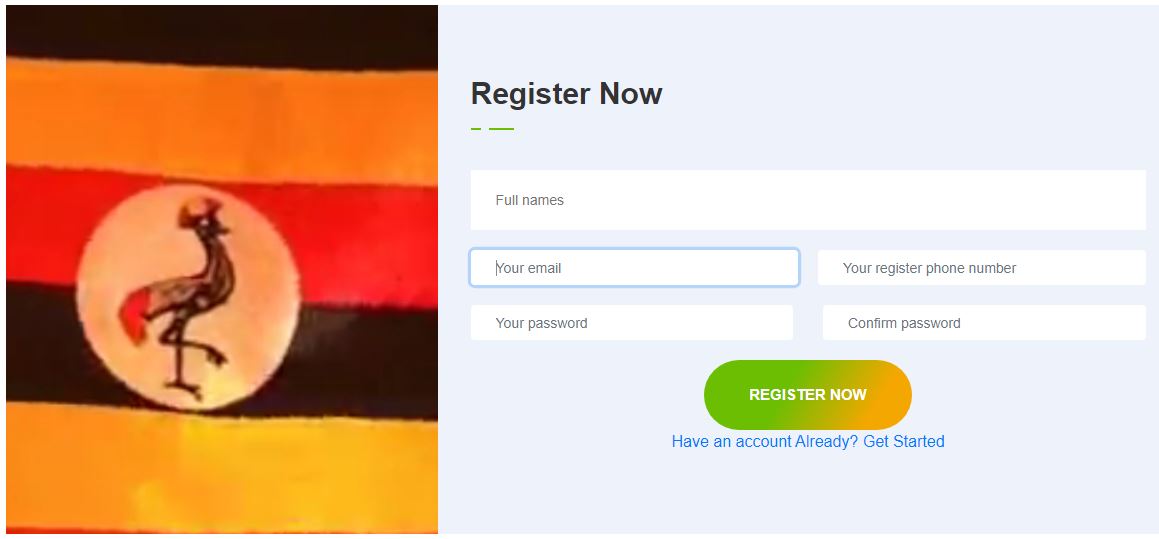 Register Now
Full names
Your email
Your register phone number
Your password
Confirm password
REGISTER NOW
Have an account Already? Get Started